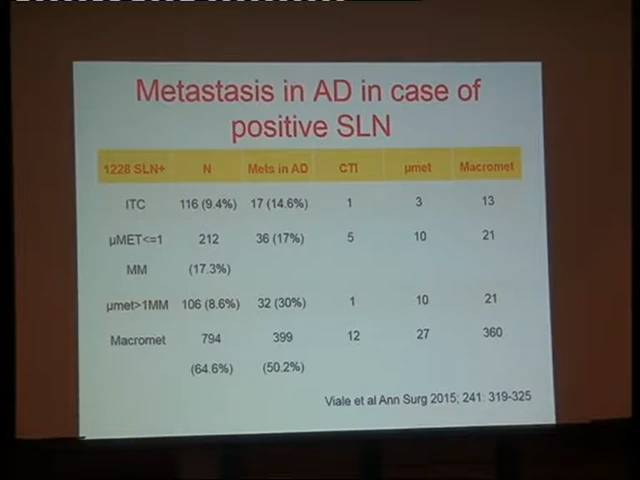 Metastasis in AD in case of
positive SLN
1228 SLN+ N Mets in AD CTI µmet Macromet
ITC 116 (9.4%) 17 (14.6%) 1 3 13
µMET<=1 212 36 (17%) 5 10 21
MM (17.3%)
µmet>1MM 106 (8.6%) 32 (30%) 1 10 21
Macromet 794 399 12 27 360
(64.6%) (50.2%)
Viale et al Ann Surg 2015; 241: 319-325